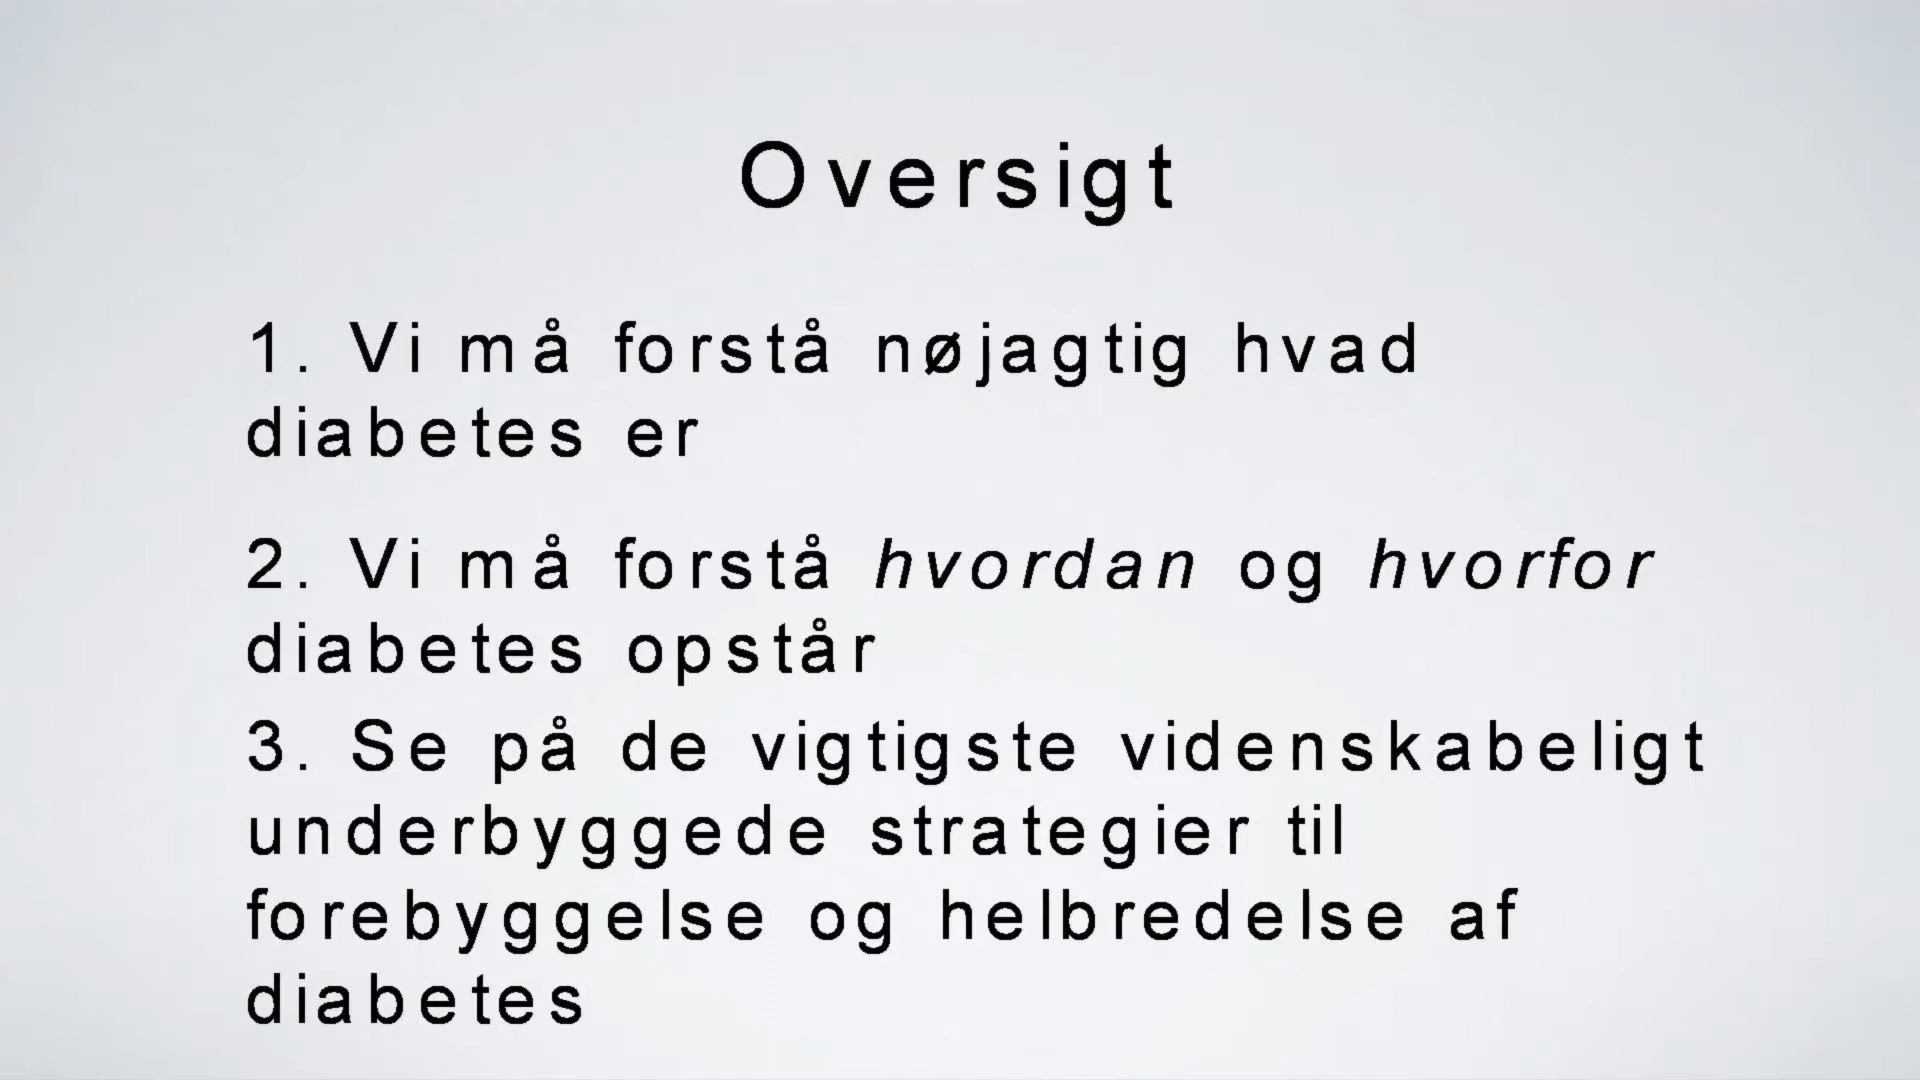 Oversigt
1. Vi må forstå nøjagtig hvad
diabetes er
2. Vi må forstå hvordan og hvorfor
diabetes opstår
3. Se på de vigtigste videnskabeligt
underbyggede strategier til
forebyggelse og helbredelse af
diabetes